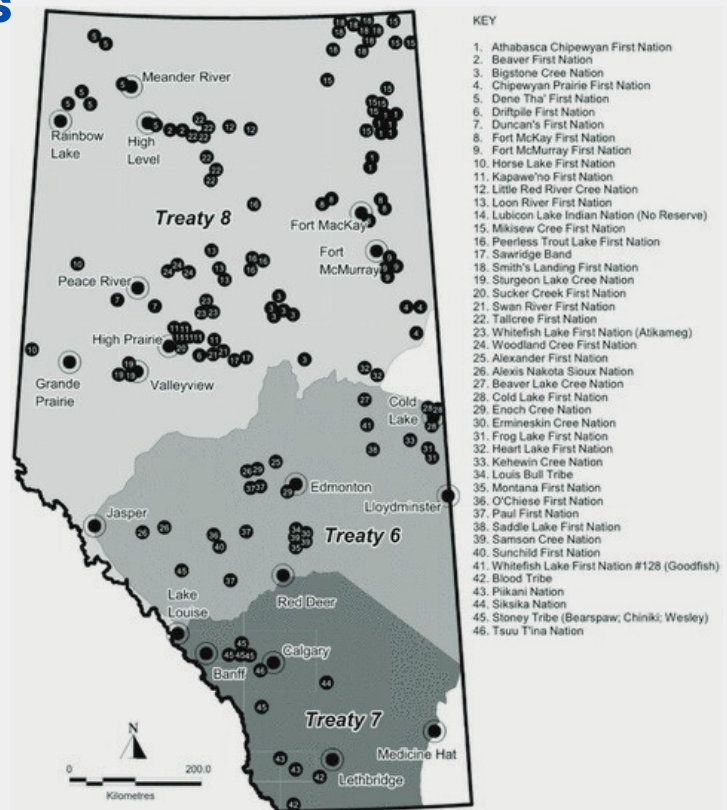 s
KEY
1. Athabasca Chipewyan First Nation
2. Beaver First Nation
3. Bigstone Cree Nation
4. Chipewyan Prairie First Nation
5. Dene Tha' First Nation
6. Driftpile First Nation
7. Duncan's First Nation
8. Fort McKay First Nation
9. Fort McMurray First Nation
10. Horse Lake First Nation
11. Kapawe'no First Nation
12. Little Red River Cree Nation
13. Loon River First Nation
14. Lubicon Lake Indian Nation (No Reserve)
15. Mikisew Cree First Nation
16. Peerless Trout Lake First Nation
17. Sawridge Band
18. Smith's Landing First Nation
19. Sturgeon Lake Cree Nation
20. Sucker Creek First Nation
21. Swan River First Nation
22. Tallcree First Nation
23. Whitefish Lake First Nation (Atikameg)
24. Woodland Cree First Nation
25. Alexander First Nation
26. Alexis Nakota Sioux Nation
27. Beaver Lake Cree Nation
28. Cold Lake First Nation
29. Enoch Cree Nation
30. Ermineskin Cree Nation
31. Frog Lake First Nation
32. Heart Lake First Nation
33. Kehewin Cree Nation
34. Louis Bull Tribe
35. Montana First Nation
36. O'Chiese First Nation
37. Paul First Nation
38. Saddle Lake First Nation
39. Samson Cree Nation
40. Sunchild First Nation
41. Whitefish Lake First Nation #128 (Goodfish)
42. Blood Tribe
43. Piikani Nation
44. Siksika Nation
45. Stoney Tribe (Bearspaw; Chiniki; Wesley)
46. Tsuu T'ina Nation
Meander River
Rainbow
Lake
High
Level
Treaty 8
Fort MacKay
Fort
McMurray
Peace River
High Prairie
Grande
Prairie
Valleyview
Cold
Lake
Edmonton
Lloydminster
Jasper
Treaty 6
Lake
Louise
Red Deer
Banff
Calgary
Treaty 7
Medicine Hat
Lethbridge
N
0 200.0
Kilometres